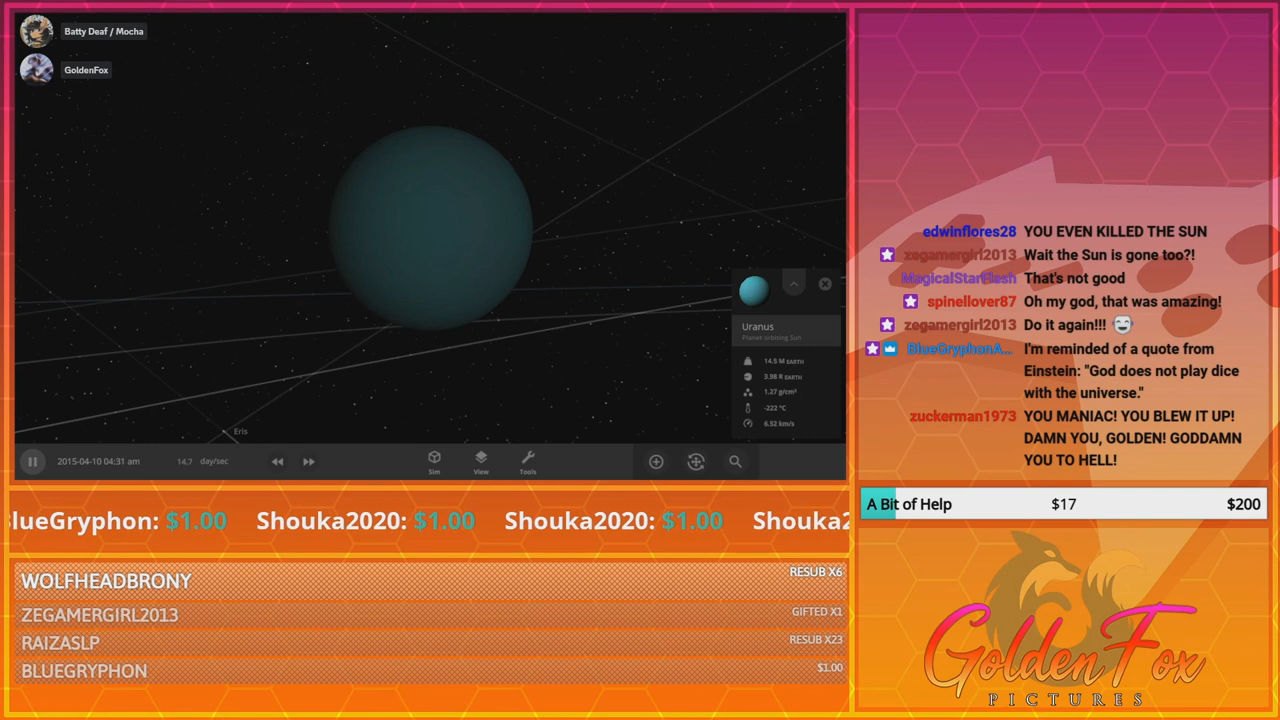 Batty Deaf / Mocha
GoldenFox
Uranus
Planet orbiting Sun
14.5 M EARTH
3.98 R EARTH
1.27 g/cm³
-222 °C
6.52 km/s
Eris
2015-04-10 04:31 am
14.7 day/sec
Sim
View
Tools
edwinflores28 YOU EVEN KILLED THE SUN
zegamergirl2013 Wait the Sun is gone too?!
MagicalStarFlash That's not good
spinellover87 Oh my god, that was amazing!
zegamergirl2013 Do it again!!!
BlueGryphonA... I'm reminded of a quote from
Einstein: "God does not play dice
with the universe."
zuckerman1973 YOU MANIAC! YOU BLEW IT UP!
DAMN YOU, GOLDEN! GODDAMN
YOU TO HELL!
A Bit of Help $17 $200
lueGryphon: $1.00 Shouka2020: $1.00 Shouka2020: $1.00 Shouka2
WOLFHEADBRONY RESUB X6
ZEGAMERGIRL2013 GIFTED X1
RAIZASLP RESUB X23
BLUEGRYPHON $1.00
GoldenFox
PICTURES